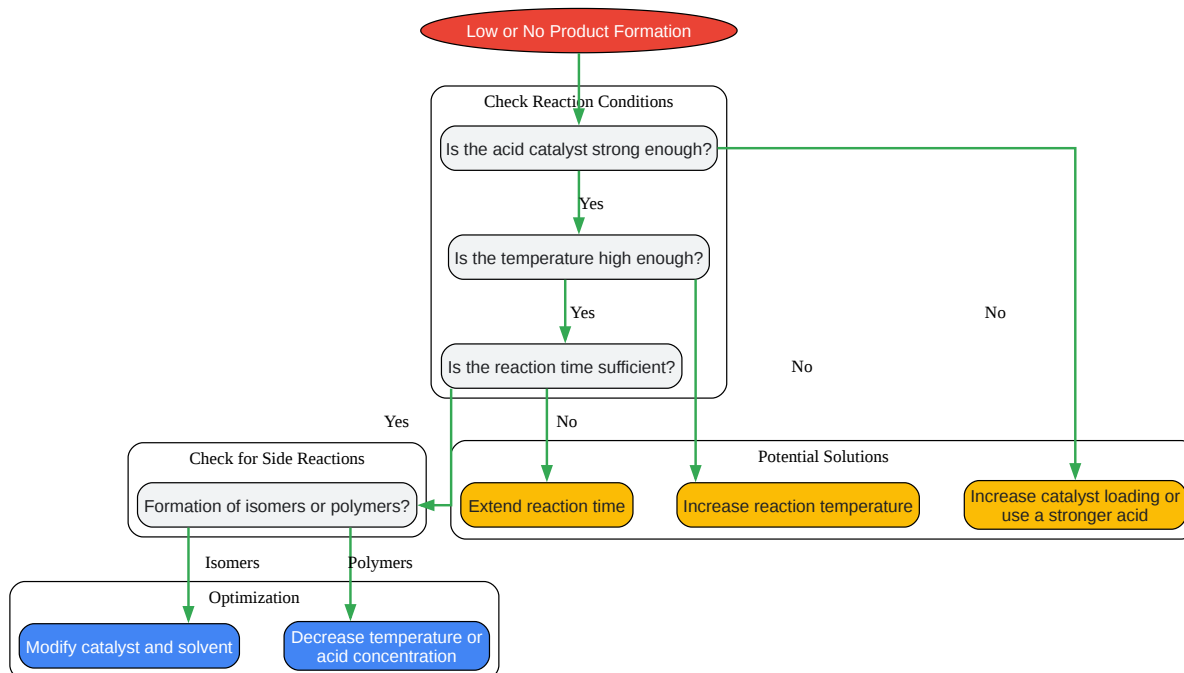 Low or No Product Formation
Check Reaction Conditions
Is the acid catalyst strong enough?
Yes
Is the temperature high enough?
Yes
No
Is the reaction time sufficient?
No
Yes
No
Check for Side Reactions
Potential Solutions
Formation of isomers or polymers?
Extend reaction time
Increase reaction temperature
Increase catalyst loading or
use a stronger acid
Isomers
Polymers
Optimization
Modify catalyst and solvent
Decrease temperature or
acid concentration